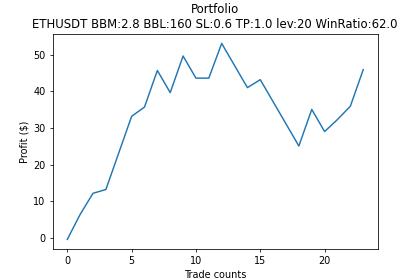 Portfolio
ETHUSDT BBM:2.8 BBL:160 SL:0.6 TP:1.0 lev:20 WinRatio:62.0
50
40
30
20
10
0
Profit ($)
0 5 10 15 20
Trade counts